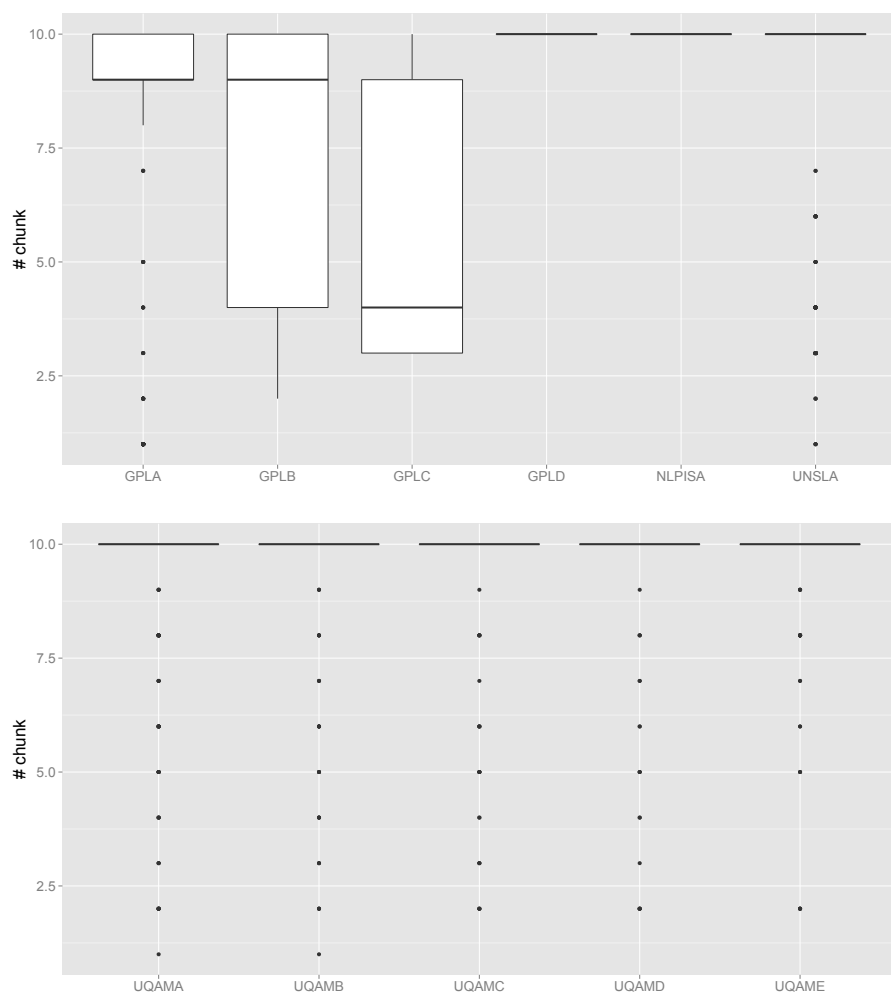 10.0
7.5
5.0
2.5
# chunk
GPLA GPLB GPLC GPLD NLPISA UNSLA
10.0
7.5
5.0
2.5
# chunk
UQAMA UQAMB UQAMC UQAMD UQAME